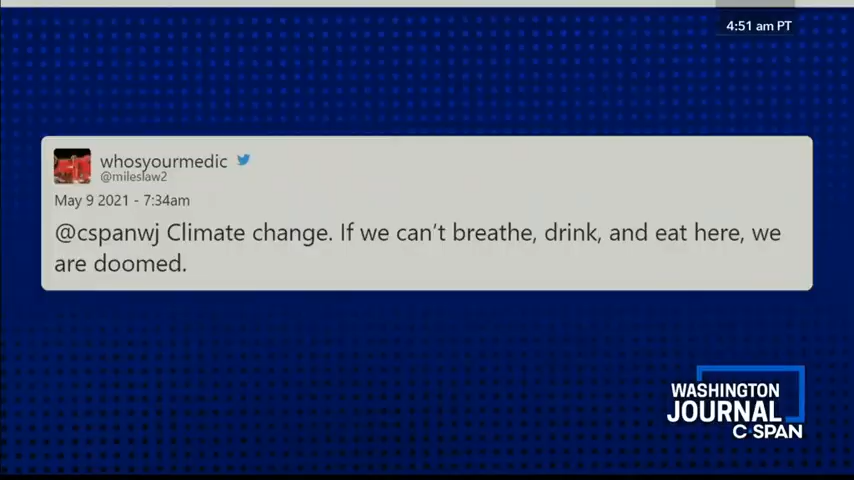 4:51 am PT
whosyourmedic
@mileslaw2
May 9 2021 - 7:34am
@cspanwj Climate change. If we can't breathe, drink, and eat here, we
are doomed.
WASHINGTON
JOURNAL
C-SPAN